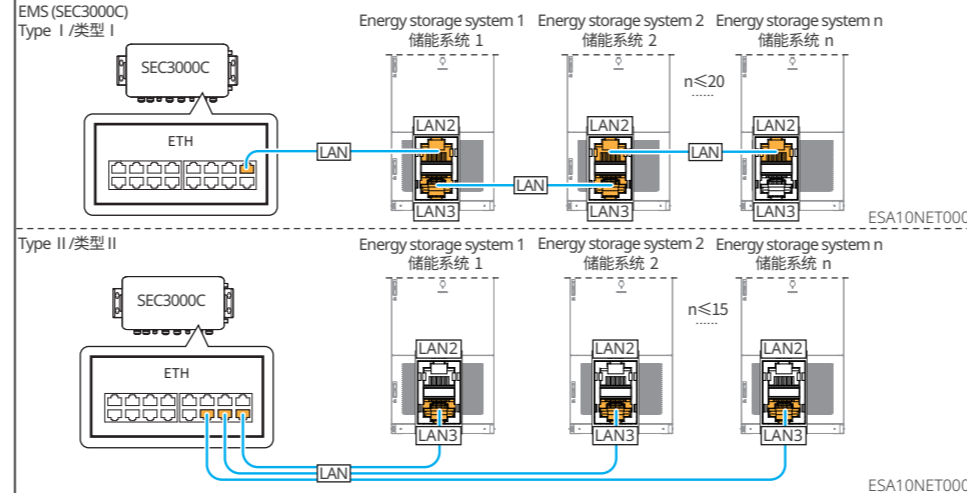 EMS (SEC3000C)
Type Ⅰ/类型Ⅰ
Energy storage system 1
储能系统 1
Energy storage system 2
储能系统 2
Energy storage system n
储能系统 n
SEC3000C
n≤20
......
ETH
LAN2
LAN2
LAN2
LAN
LAN
LAN
LAN3
LAN3
LAN3
ESA10NET000
Type Ⅱ/类型Ⅱ
Energy storage system 1
储能系统 1
Energy storage system 2
储能系统 2
Energy storage system n
储能系统 n
SEC3000C
n≤15
......
ETH
LAN2
LAN2
LAN2
LAN3
LAN3
LAN3
LAN
ESA10NET000